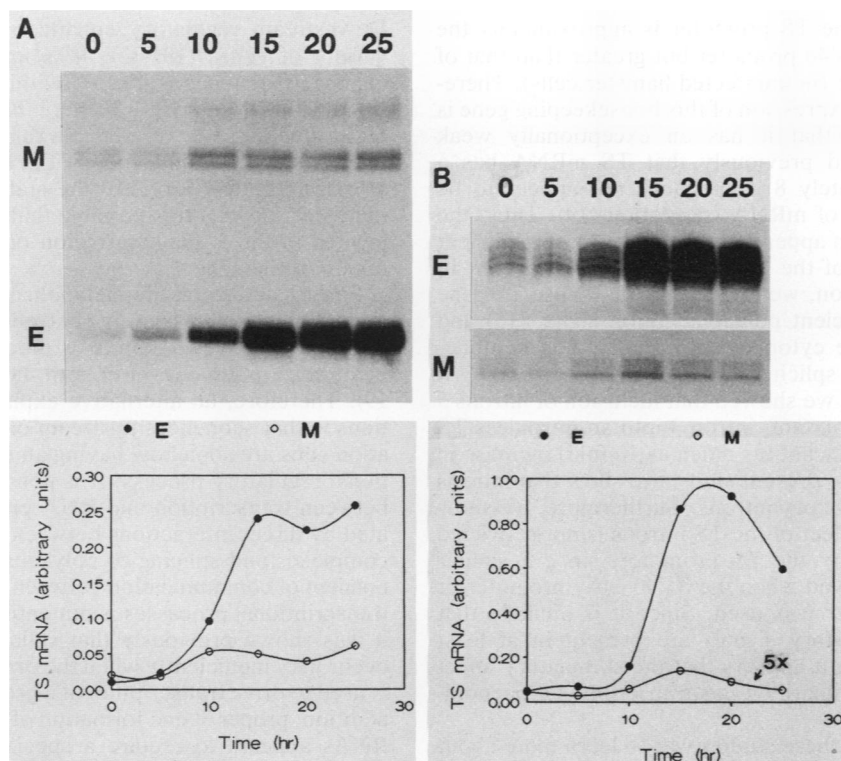 A
0 5 10 15 20 25
M
E
B
0 5 10 15 20 25
E
M
E M
TS mRNA (arbitrary units)
0.30
0.25
0.20
0.15
0.10
0.05
0.00
0 10 20 30
Time (hr)
E M
TS mRNA (arbitrary units)
1.00
0.80
0.60
0.40
0.20
0.00
5x
0 10 20 30
Time (hr)